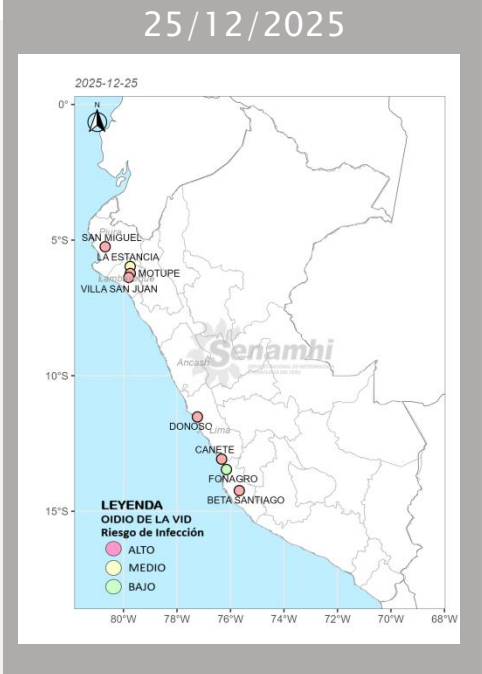 25/12/2025
2025-12-25
0°
N
Piura
SAN MIGUEL
5°S
LA ESTANCIA
MOTUPE
VILLA SAN JUAN
Senamhi
Ancash
10°S
DONOSO
Lima
CANETE
FONAGRO
BETA SANTIAGO
15°S
LEYENDA
OIDIO DE LA VID
Riesgo de Infección
ALTO
MEDIO
BAJO
80°W 78°W 76°W 74°W 72°W 70°W 68°W